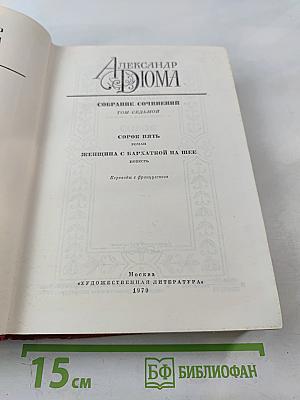 Александр
Дюма
СОБРАНИЕ СОЧИНЕНИЙ
ТОМ СЕДЬМОЙ
СОРОК ПЯТЬ
РОМАН
ЖЕНЩИНА С БАРХАТКОЙ НА ШЕЕ
ПОВЕСТЬ
Переводы с французского
Москва
«ХУДОЖЕСТВЕННАЯ ЛИТЕРАТУРА»
1979
15 см
БФ БИБЛИОФАН